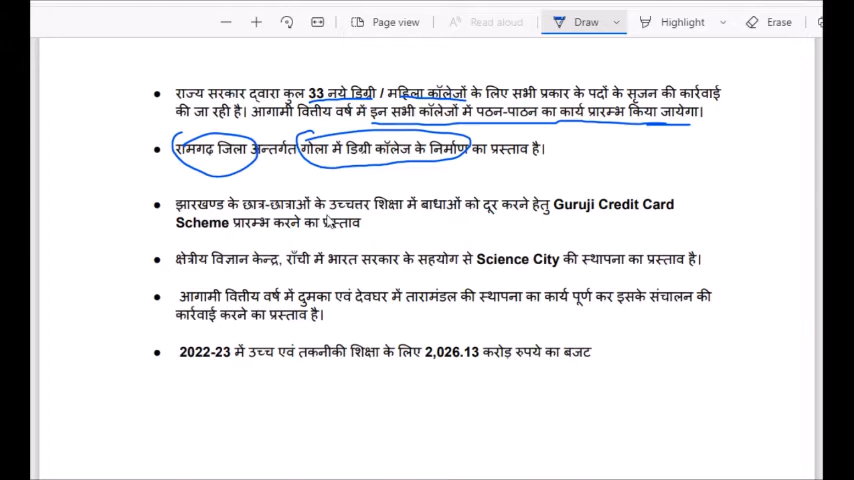 Page view
Read aloud
Draw
Highlight
Erase
• राज्य सरकार द्वारा कुल 33 नये डिग्री / महिला कॉलेजों के लिए सभी प्रकार के पदों के सृजन की कार्रवाई
की जा रही है। आगामी वित्तीय वर्ष में इन सभी कॉलेजों में पठन-पाठन का कार्य प्रारम्भ किया जायेगा।
• रामगढ़ जिला अन्तर्गत गोला में डिग्री कॉलेज के निर्माण का प्रस्ताव है।
• झारखण्ड के छात्र-छात्राओं के उच्चत्तर शिक्षा में बाधाओं को दूर करने हेतु Guruji Credit Card
Scheme प्रारम्भ करने का प्रस्ताव
• क्षेत्रीय विज्ञान केन्द्र, राँची में भारत सरकार के सहयोग से Science City की स्थापना का प्रस्ताव है।
• आगामी वित्तीय वर्ष में दुमका एवं देवघर में तारामंडल की स्थापना का कार्य पूर्ण कर इसके संचालन की
कार्रवाई करने का प्रस्ताव है।
• 2022-23 में उच्च एवं तकनीकी शिक्षा के लिए 2,026.13 करोड़ रुपये का बजट